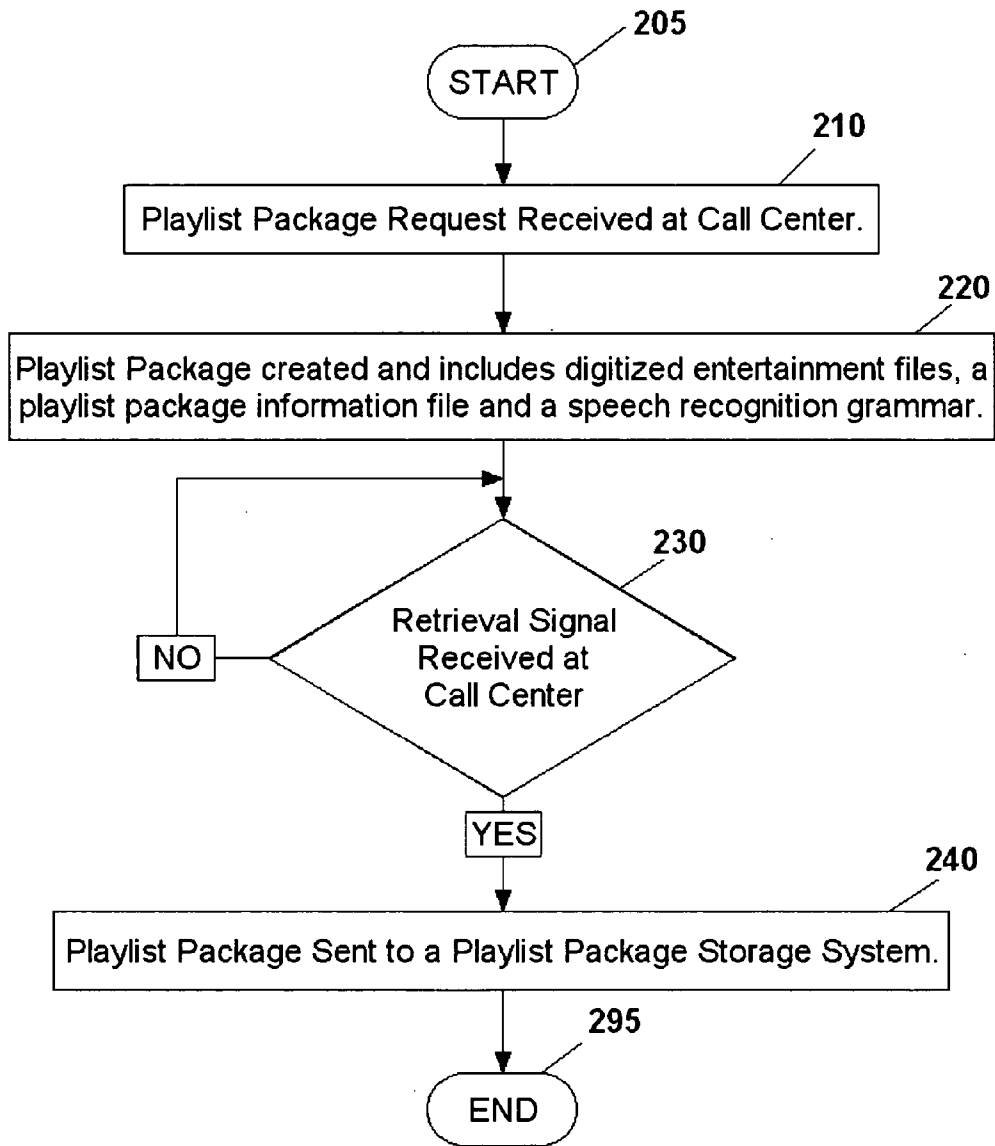 205
START
210
Playlist Package Request Received at Call Center.
220
Playlist Package created and includes digitized entertainment files, a
playlist package information file and a speech recognition grammar.
230
Retrieval Signal
Received at
Call Center
NO
YES
240
Playlist Package Sent to a Playlist Package Storage System.
295
END